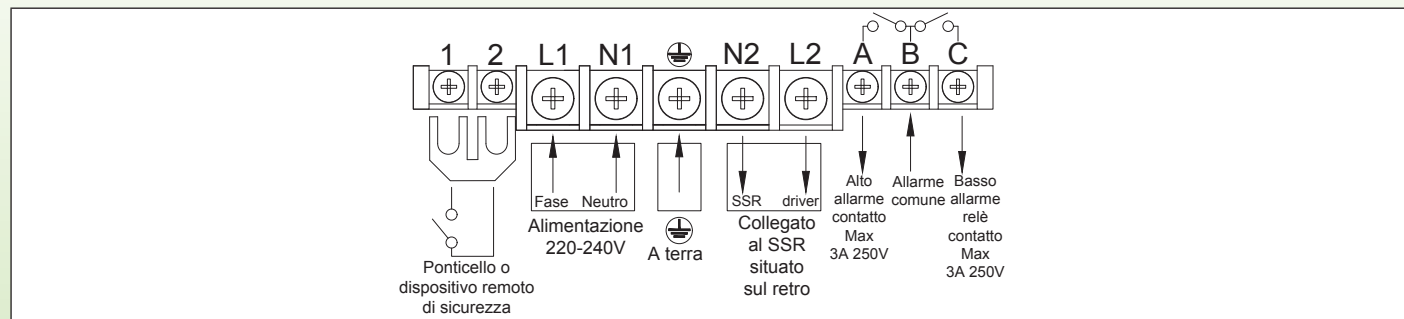 1 2 L1 N1 N2 L2 A B C
Fase Neutro
Alimentazione
220-240V
A terra
SSR driver
Collegato
al SSR
situato
sul retro
Alto
allarme
contatto
Max
3A 250V
Allarme
comune
Basso
allarme
relè
contatto
Max
3A 250V
Ponticello o
dispositivo remoto
di sicurezza